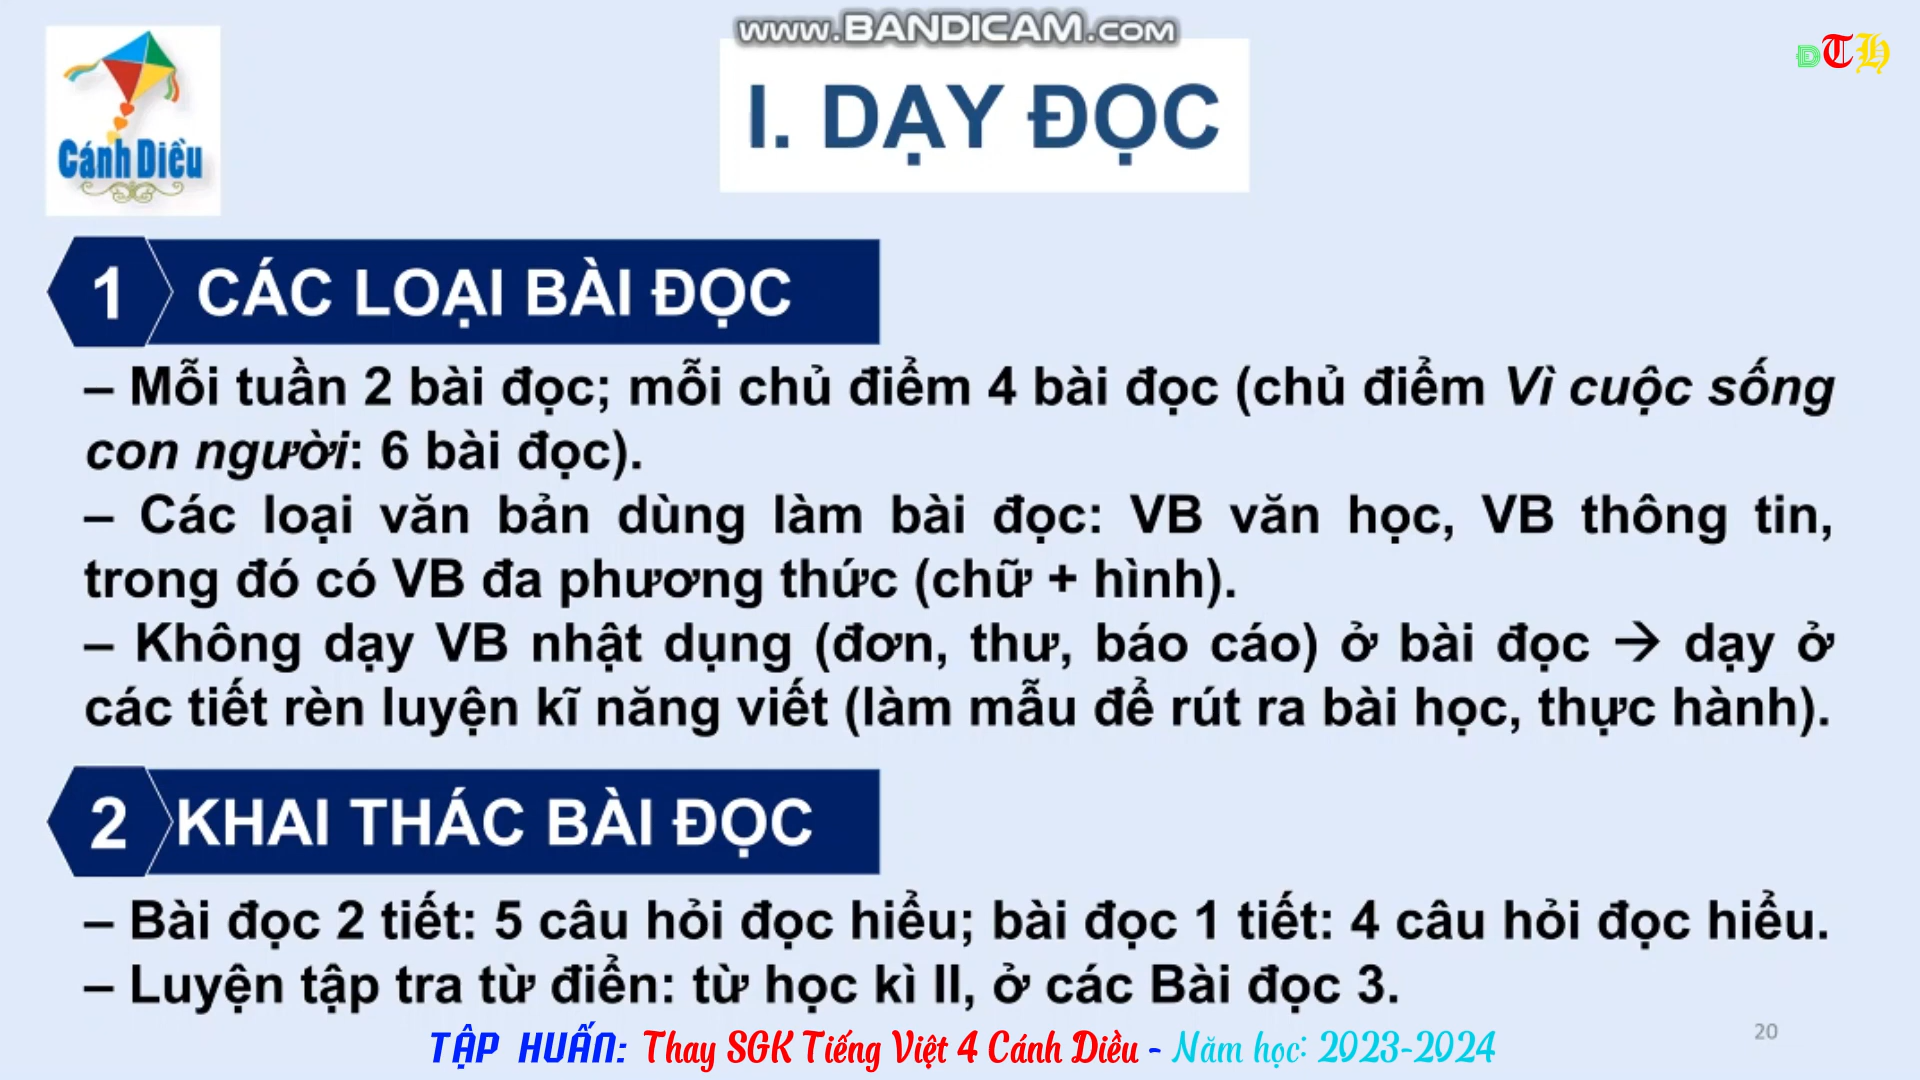 www.BANDICAM.com
ĐTH
Cánh Diều
I. DẠY ĐỌC
1 CÁC LOẠI BÀI ĐỌC
– Mỗi tuần 2 bài đọc; mỗi chủ điểm 4 bài đọc (chủ điểm Vì cuộc sống
con người: 6 bài đọc).
– Các loại văn bản dùng làm bài đọc: VB văn học, VB thông tin,
trong đó có VB đa phương thức (chữ + hình).
– Không dạy VB nhật dụng (đơn, thư, báo cáo) ở bài đọc → dạy ở
các tiết rèn luyện kĩ năng viết (làm mẫu để rút ra bài học, thực hành).
2 KHAI THÁC BÀI ĐỌC
– Bài đọc 2 tiết: 5 câu hỏi đọc hiểu; bài đọc 1 tiết: 4 câu hỏi đọc hiểu.
– Luyện tập tra từ điển: từ học kì II, ở các Bài đọc 3.
TẬP HUẤN: Thay SGK Tiếng Việt 4 Cánh Diều - Năm học: 2023-2024
20